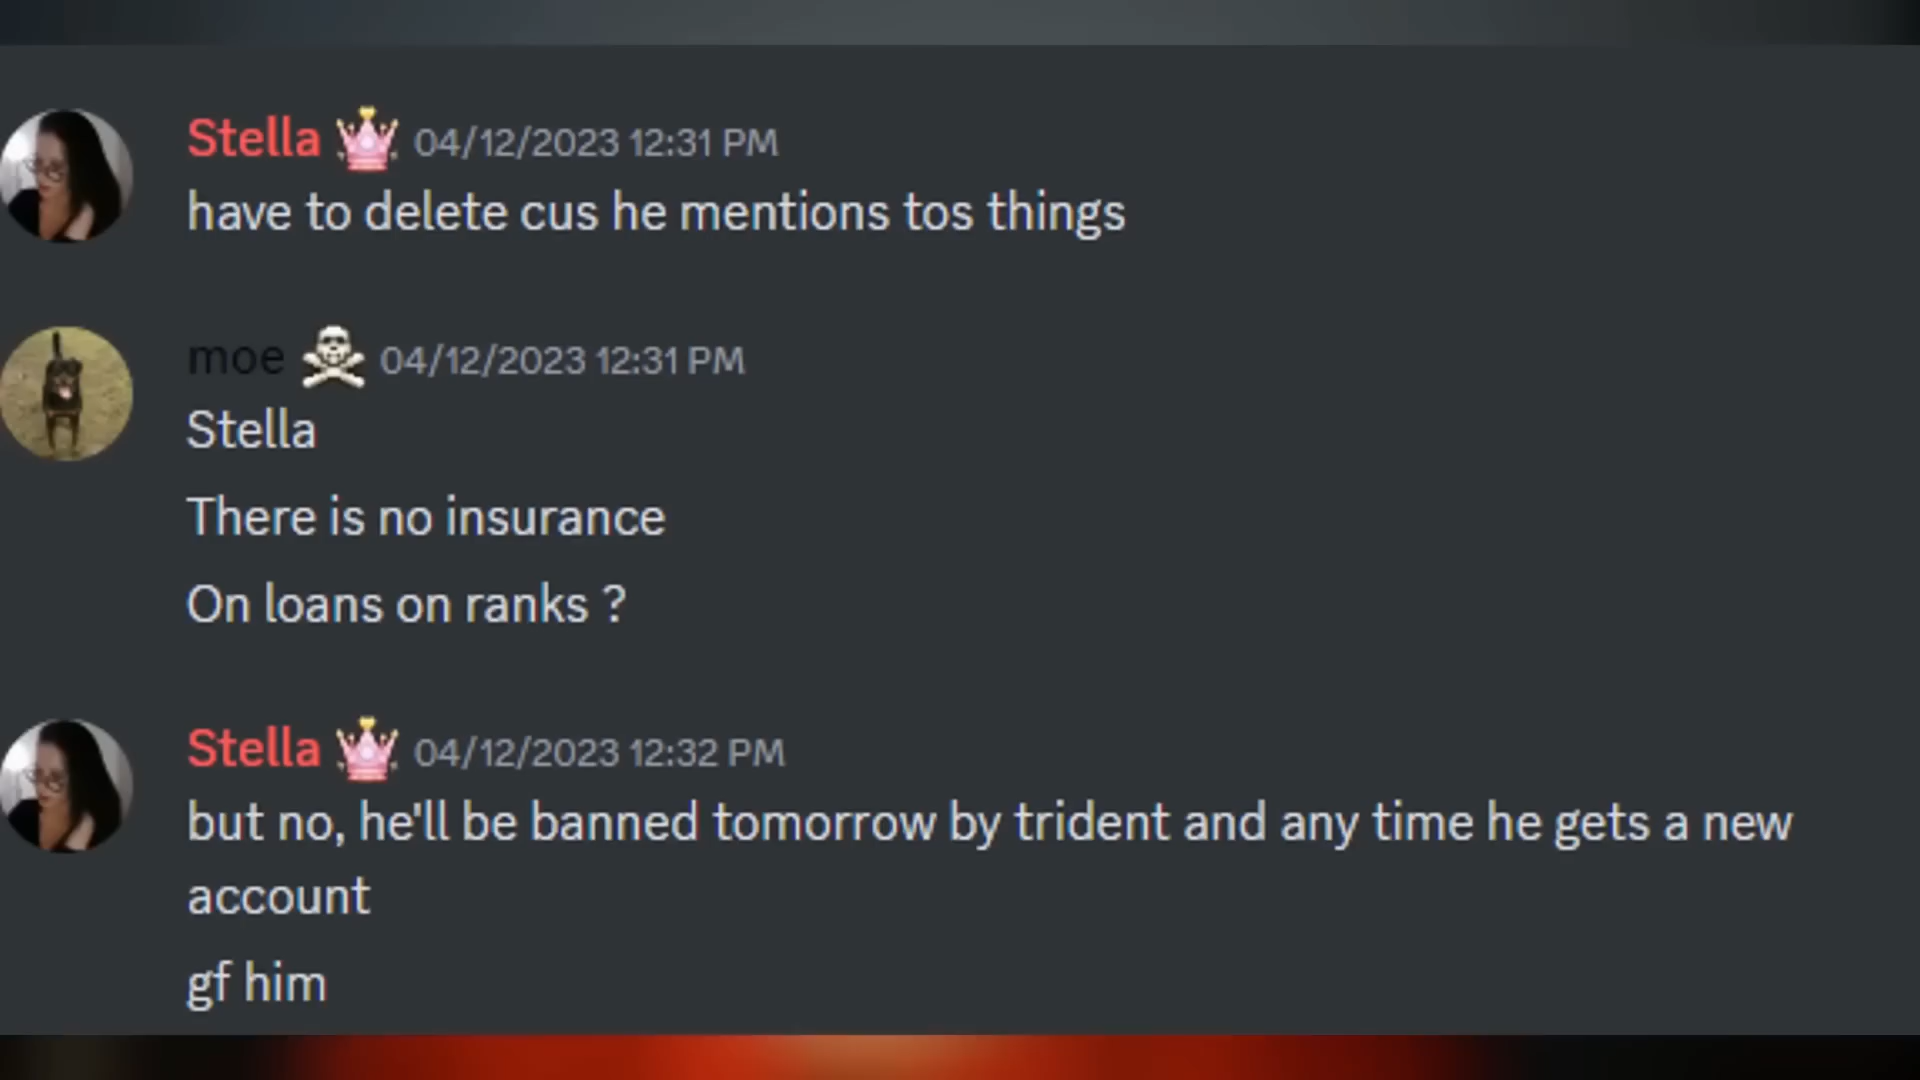 Stella 04/12/2023 12:31 PM
have to delete cus he mentions tos things
moe 04/12/2023 12:31 PM
Stella
There is no insurance
On loans on ranks ?
Stella 04/12/2023 12:32 PM
but no, he'll be banned tomorrow by trident and any time he gets a new
account
gf him